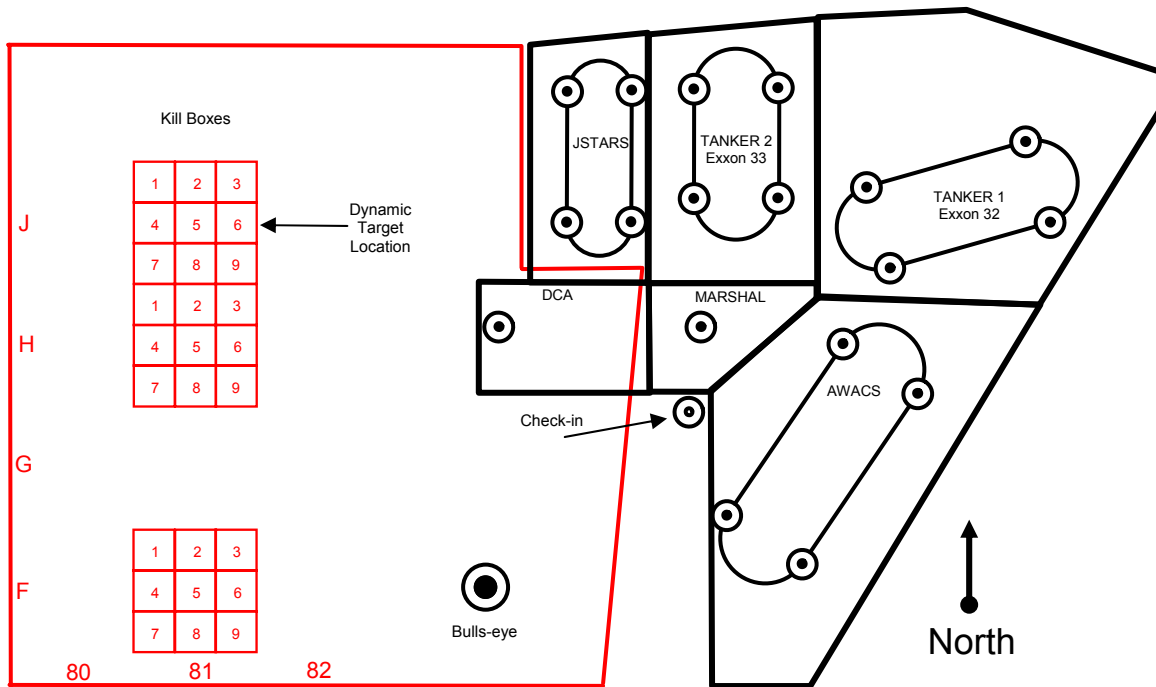 Kill Boxes
JSTARS
TANKER 2
Exxon 33
TANKER 1
Exxon 32
1 2 3
J
4 5 6
Dynamic
Target
Location
7 8 9
DCA
MARSHAL
1 2 3
H
4 5 6
7 8 9
AWACS
Check-in
G
1 2 3
F
4 5 6
7 8 9
Bulls-eye
North
80 81 82